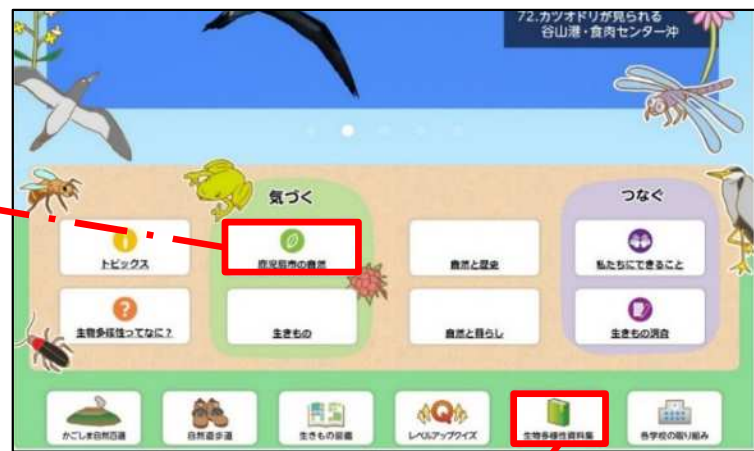 72.カツオドリが見られる
谷山港・食肉センター沖
気づく
つなぐ
トピックス
鹿児島市の自然
自然と歴史
私たちにできること
生物多様性ってなに？
生きもの
自然と暮らし
生きもの調査
かごしま自然百選
自然遊歩道
生きもの図鑑
レベルアップクイズ
生物多様性資料集
各学校の取り組み